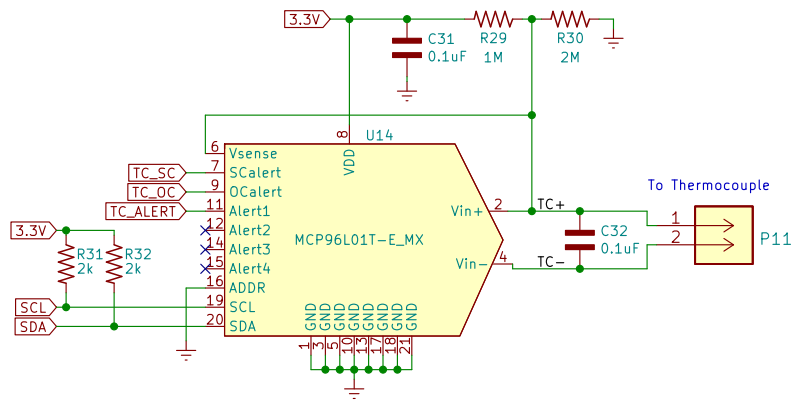 3.3V
C31
0.1uF
R29
1M
R30
2M
8
U14
VDD
6
Vsense
TC_SC
7
SCalert
TC_OC
9
OCalert
TC_ALERT
11
Alert1
12
Alert2
14
Alert3
15
Alert4
16
ADDR
19
SCL
20
SDA
MCP96L01T-E_MX
Vin+
2
TC+
Vin-
4
TC-
C32
0.1uF
To Thermocouple
1
2
P11
3.3V
R31
2k
R32
2k
SCL
SDA
GND GND GND GND GND GND GND GND
1 3 5 10 13 17 18 21